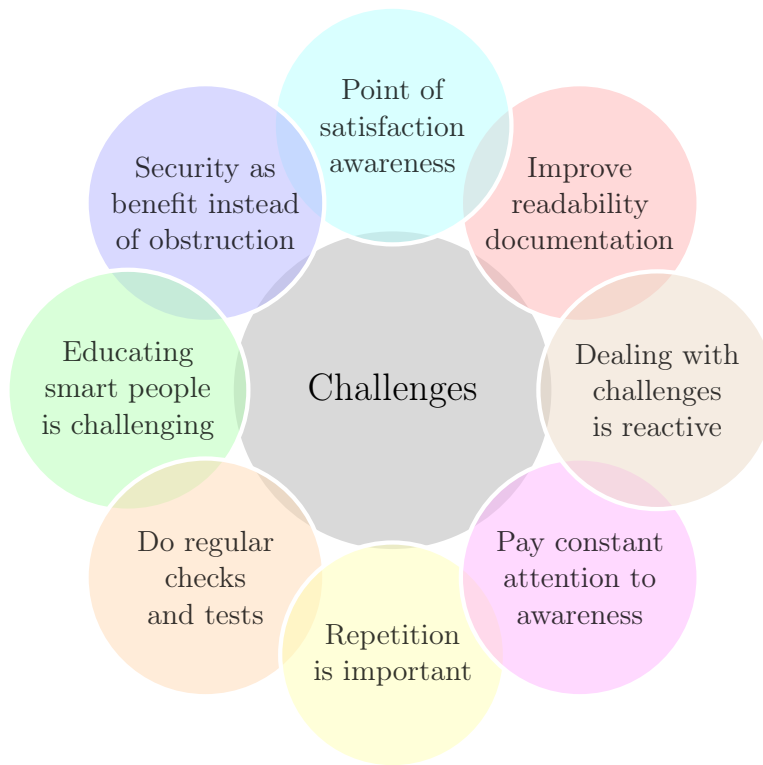 Point of
satisfaction
awareness
Security as
benefit instead
of obstruction
Improve
readability
documentation
Educating
smart people
is challenging
Challenges
Dealing with
challenges
is reactive
Do regular
checks
and tests
Pay constant
attention to
awareness
Repetition
is important